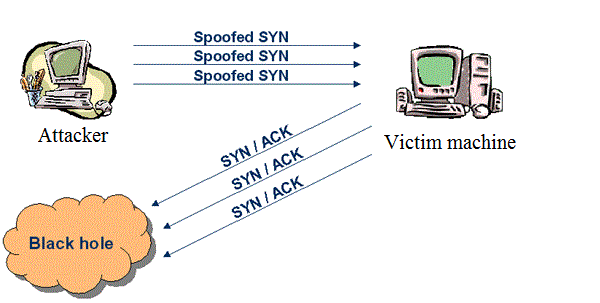 Spoofed SYN
Spoofed SYN
Spoofed SYN
Attacker
Victim machine
SYN / ACK
SYN / ACK
SYN / ACK
Black hole